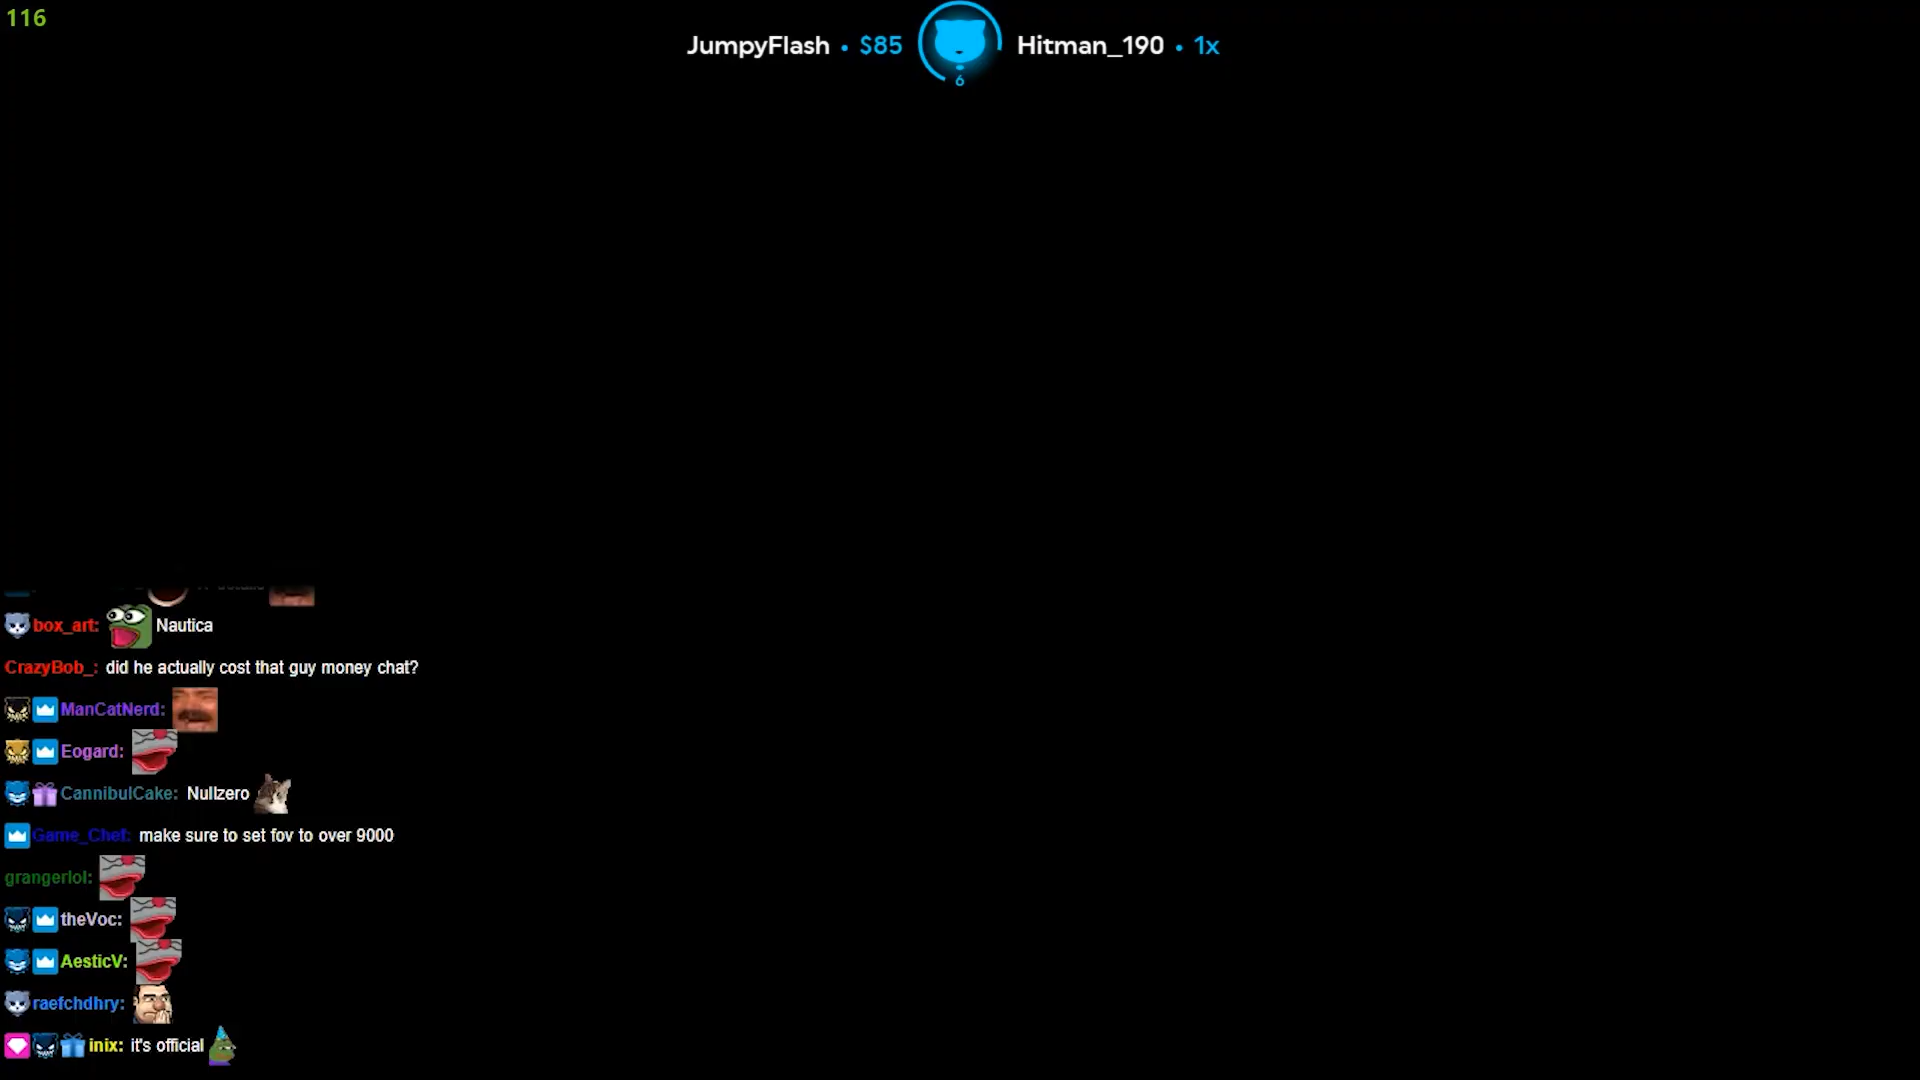 116
JumpyFlash • $85
6
Hitman_190 • 1x
box_art: Nautica
CrazyBob_: did he actually cost that guy money chat?
ManCatNerd:
Eogard:
CannibulCake: Nullzero
Game_Chef: make sure to set fov to over 9000
grangerlol:
theVoc:
AesticV:
raefchdhry:
inix: it's official